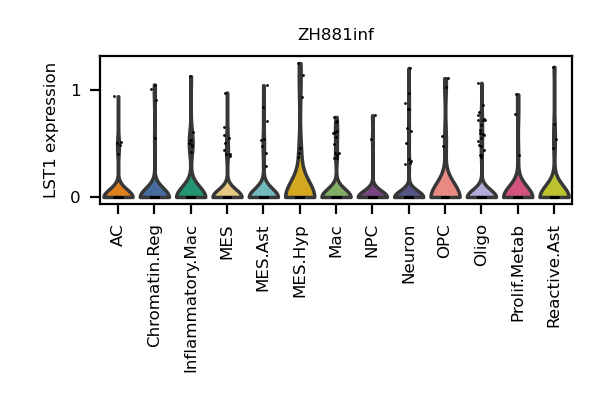 ZH881inf
LST1 expression
1
0
AC
Chromatin.Reg
Inflammatory.Mac
MES
MES.Ast
MES.Hyp
Mac
NPC
Neuron
OPC
Oligo
Prolif.Metab
Reactive.Ast